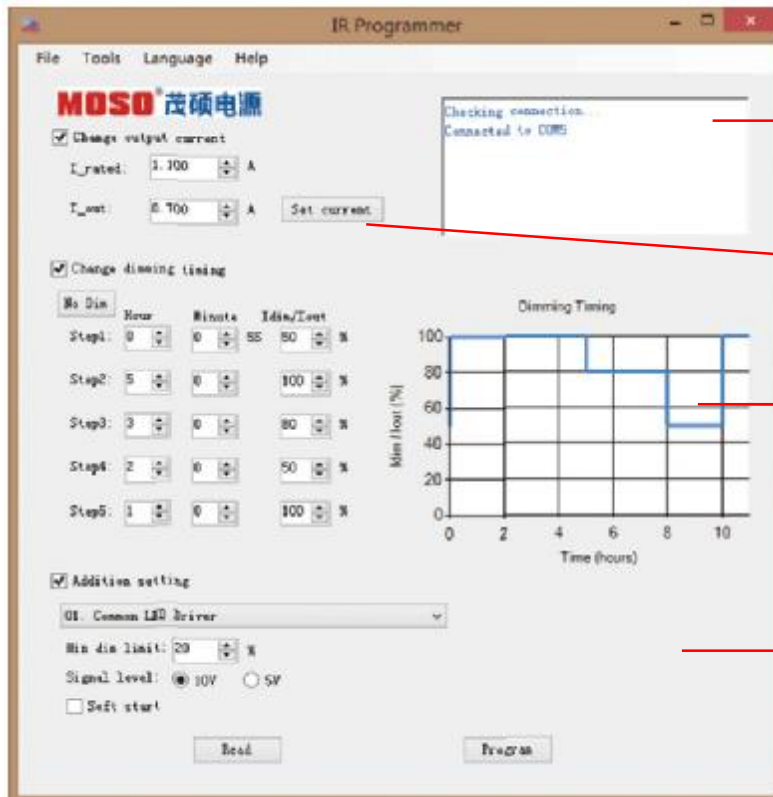 IR Programmer
File Tools Language Help
MOSO® 茂硕电源
Checking connection...
Connected to COM5
Change output current
I_rated: 1.100 A
I_out: 0.700 A Set current
Change dimming timing
No Dim
Hour Minute Idim/Iout
Step1: 0 0 55 50 %
Step2: 5 0 100 %
Step3: 3 0 80 %
Step4: 2 0 50 %
Step5: 1 0 100 %
Dimming Timing
Idim /Iout (%)
100
80
60
40
20
0
0 2 4 6 8 10
Time (hours)
Addition setting
01. Common LED Driver
Min dim limit: 20 %
Signal level: 10V 5V
Soft start
Read Program